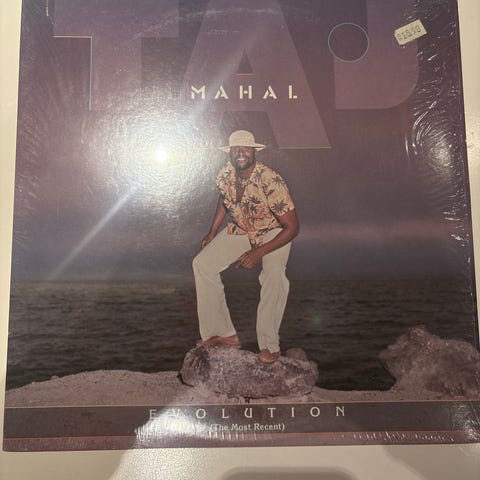 TAJ
MAHAL
EVOLUTION
(The Most Recent)